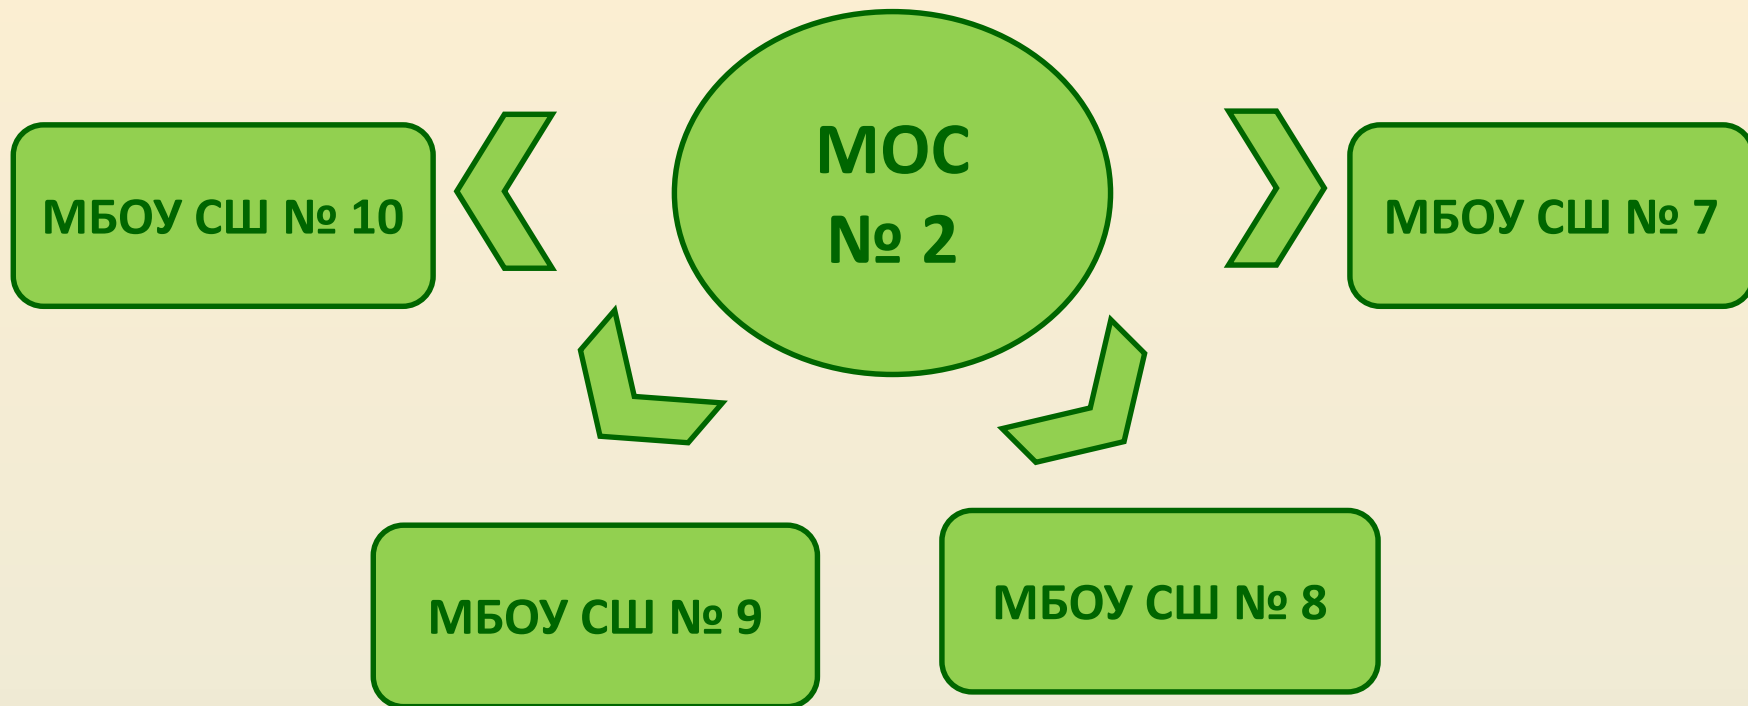 МОС
№ 2
МБОУ СШ № 10
МБОУ СШ № 7
МБОУ СШ № 9
МБОУ СШ № 8